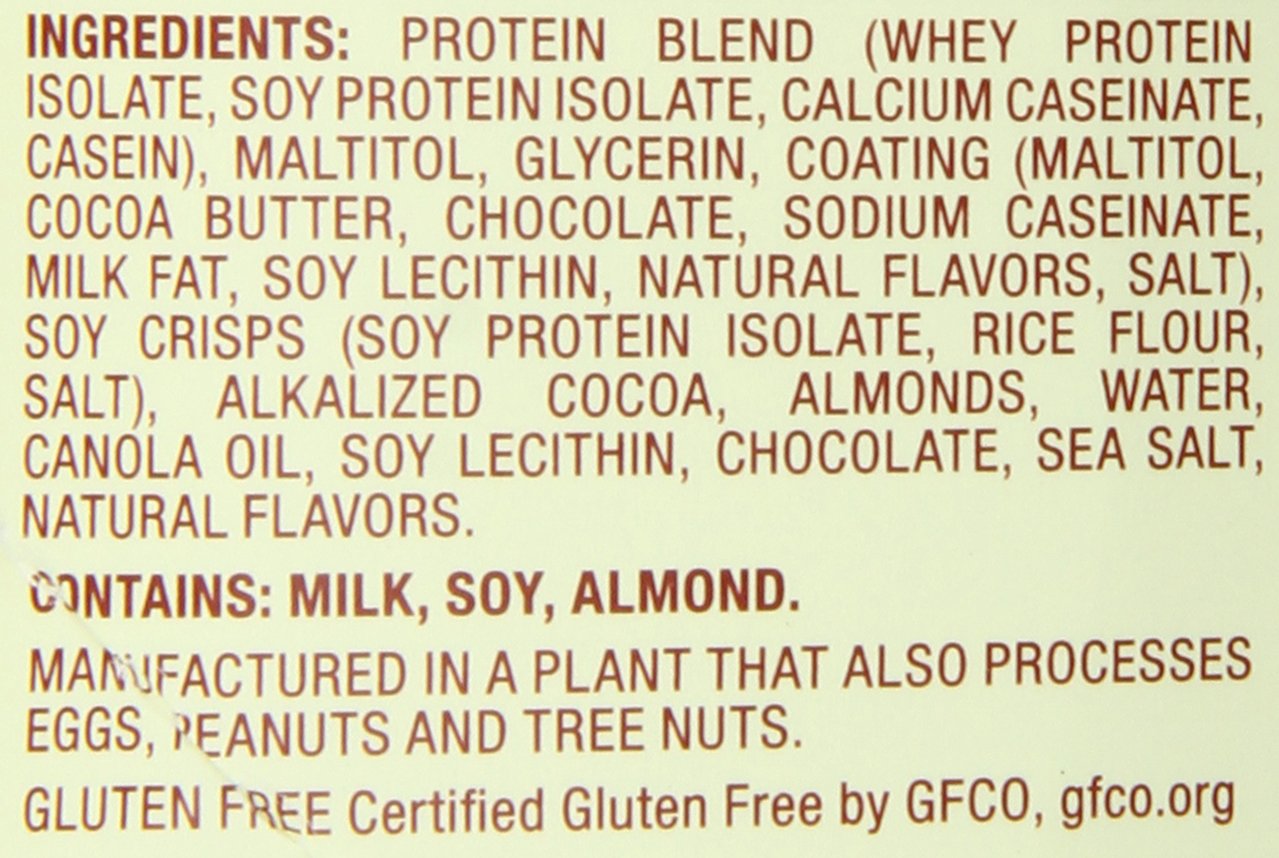 INGREDIENTS: PROTEIN BLEND (WHEY PROTEIN
ISOLATE, SOY PROTEIN ISOLATE, CALCIUM CASEINATE,
CASEIN), MALTITOL, GLYCERIN, COATING (MALTITOL,
COCOA BUTTER, CHOCOLATE, SODIUM CASEINATE,
MILK FAT, SOY LECITHIN, NATURAL FLAVORS, SALT),
SOY CRISPS (SOY PROTEIN ISOLATE, RICE FLOUR,
SALT), ALKALIZED COCOA, ALMONDS, WATER,
CANOLA OIL, SOY LECITHIN, CHOCOLATE, SEA SALT,
NATURAL FLAVORS.
CONTAINS: MILK, SOY, ALMOND.
MANUFACTURED IN A PLANT THAT ALSO PROCESSES
EGGS, PEANUTS AND TREE NUTS.
GLUTEN FREE Certified Gluten Free by GFCO, gfco.org